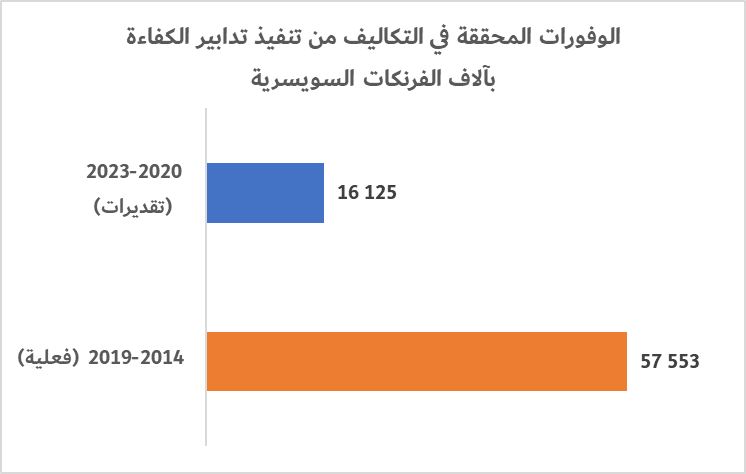 الوفورات المحققة في التكاليف من تنفيذ تدابير الكفاءة
بآلاف الفرنكات السويسرية
2023-2020
(تقديرات)
16 125
2019-2014 (فعلية)
57 553